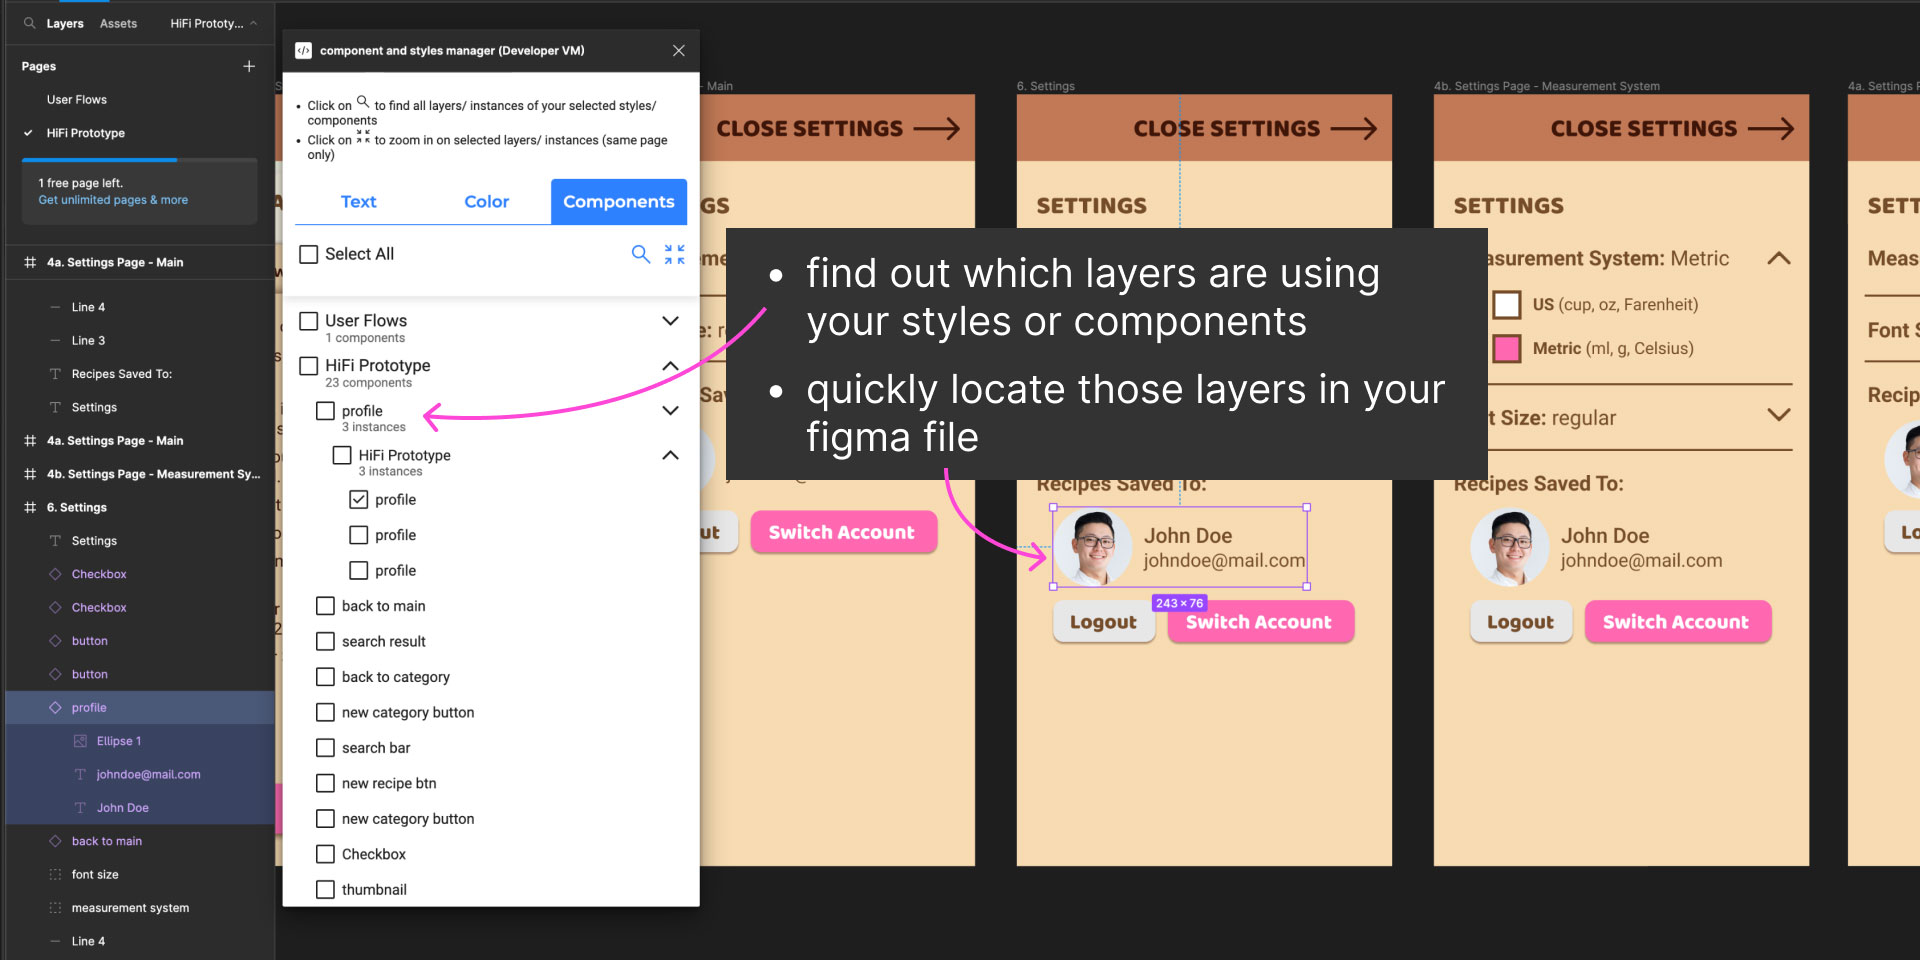 Layers
Assets
HiFi Prototy...
Pages
User Flows
HiFi Prototype
1 free page left.
Get unlimited pages & more
4a. Settings Page - Main
Line 4
Line 3
Recipes Saved To:
Settings
4a. Settings Page - Main
4b. Settings Page - Measurement Sy...
6. Settings
Settings
Checkbox
Checkbox
button
button
profile
Ellipse 1
johndoe@mail.com
John Doe
back to main
font size
measurement system
Line 4
component and styles manager (Developer VM)
• Click on to find all layers/ instances of your selected styles/
components
• Click on to zoom in on selected layers/ instances (same page
only)
Text
Color
Components
Select All
User Flows
1 components
HiFi Prototype
23 components
profile
3 instances
HiFi Prototype
3 instances
profile
profile
profile
back to main
search result
back to category
new category button
search bar
new recipe btn
new category button
Checkbox
thumbnail
- Main
CLOSE SETTINGS
GS
Switch Account
• find out which layers are using
your styles or components
• quickly locate those layers in your
figma file
6. Settings
CLOSE SETTINGS
SETTINGS
Recipes Saved To:
John Doe
johndoe@mail.com
243 × 76
Logout
Switch Account
4b. Settings Page - Measurement System
CLOSE SETTINGS
SETTINGS
asurement System: Metric
US (cup, oz, Farenheit)
Metric (ml, g, Celsius)
t Size: regular
Recipes Saved To:
John Doe
johndoe@mail.com
Logout
Switch Account
4a. Settings P
SETT
Meas
Font S
Recip
Lo